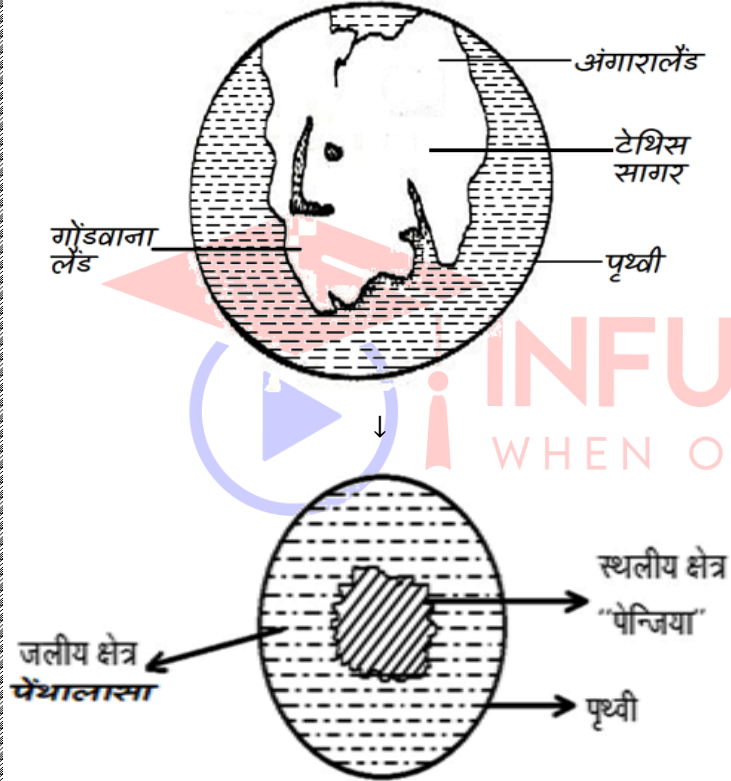 अंगारालैंड
टेथिस
सागर
गोंडवाना
लैंड
पृथ्वी
INFU
WHEN O
↓
स्थलीय क्षेत्र
"पेन्जिया"
जलीय क्षेत्र
पेंथालासा
पृथ्वी